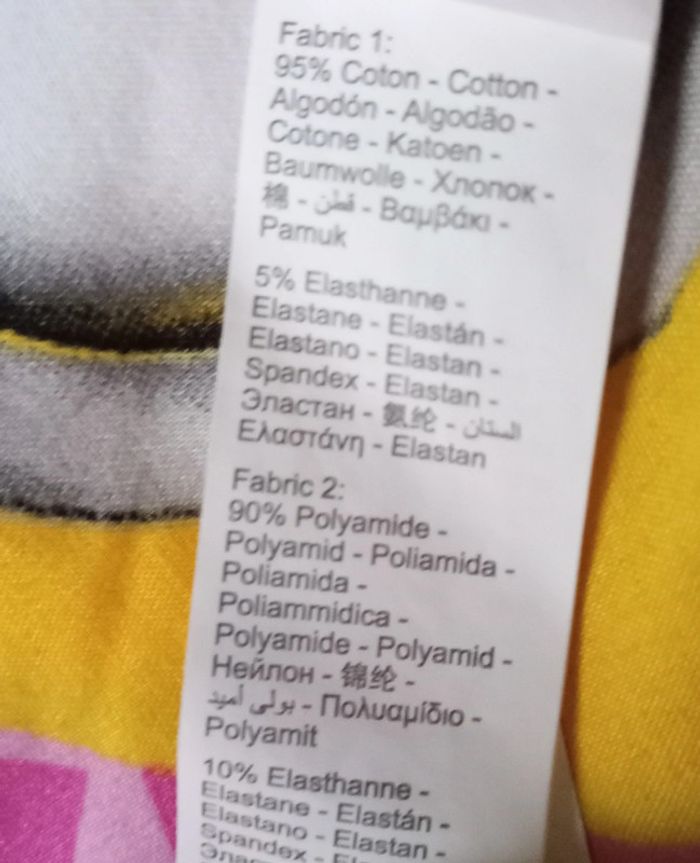 Fabric 1:
95% Coton - Cotton -
Algodón - Algodão -
Cotone - Katoen -
Baumwolle - Хлопок -
棉 - قطن - Βαμβάκι -
Pamuk
5% Elasthanne -
Elastane - Elastán -
Elastano - Elastan -
Spandex - Elastan -
Эластан - 氨纶 - الستان
Ελαστάνη - Elastan
Fabric 2:
90% Polyamide -
Polyamid - Poliamida -
Poliamida -
Poliammidica -
Polyamide - Polyamid -
Нейлон - 锦纶 -
بولي أميد - Πολυαμίδιο -
Polyamit
10% Elasthanne -
Elastane - Elastán -
Elastano - Elastan -
Spandex -